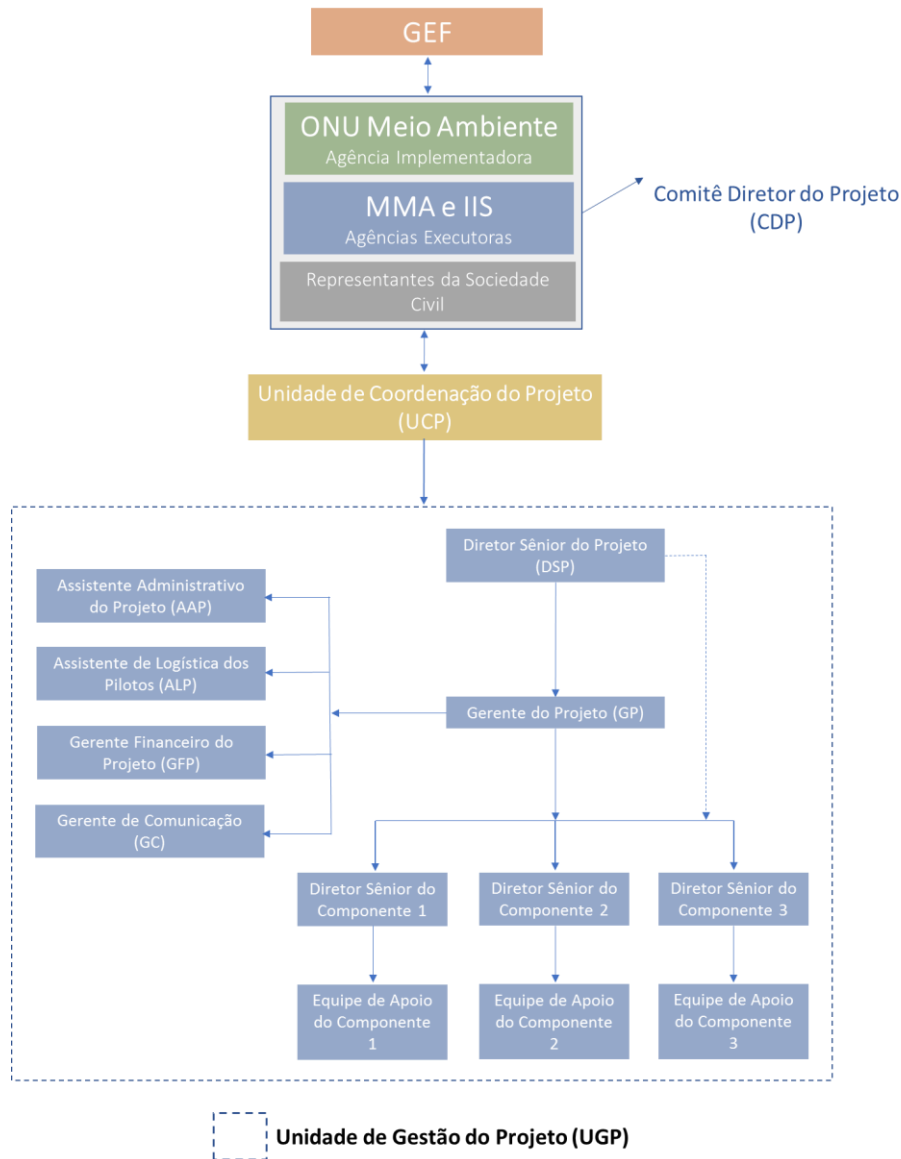 GEF
ONU Meio Ambiente
Agência Implementadora
MMA e IIS
Agências Executoras
Representantes da Sociedade
Civil
Comitê Diretor do Projeto
(CDP)
Unidade de Coordenação do Projeto
(UCP)
Diretor Sênior do Projeto
(DSP)
Assistente Administrativo
do Projeto (AAP)
Assistente de Logística dos
Pilotos (ALP)
Gerente do Projeto (GP)
Gerente Financeiro do
Projeto (GFP)
Gerente de Comunicação
(GC)
Diretor Sênior do
Componente 1
Diretor Sênior do
Componente 2
Diretor Sênior do
Componente 3
Equipe de Apoio
do Componente
1
Equipe de Apoio
do Componente
2
Equipe de Apoio
do Componente
3
Unidade de Gestão do Projeto (UGP)